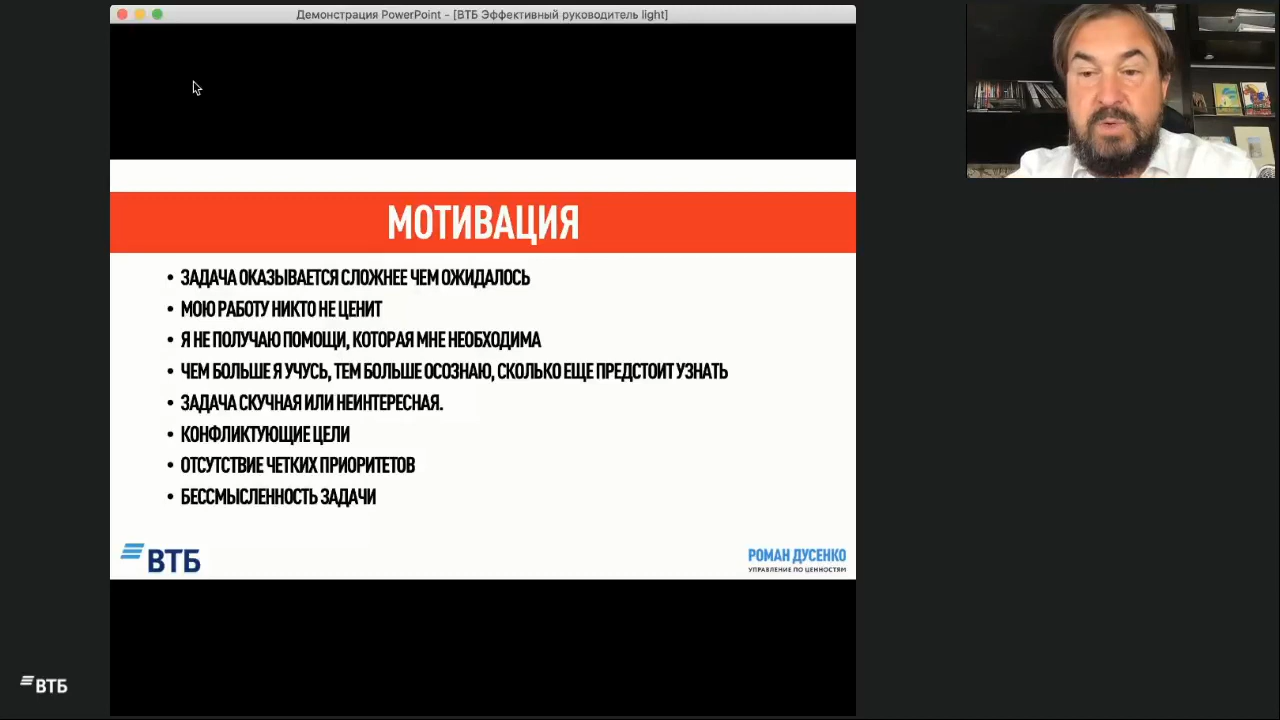 Демонстрация PowerPoint - [ВТБ Эффективный руководитель light]
МОТИВАЦИЯ
• ЗАДАЧА ОКАЗЫВАЕТСЯ СЛОЖНЕЕ ЧЕМ ОЖИДАЛОСЬ
• МОЮ РАБОТУ НИКТО НЕ ЦЕНИТ
• Я НЕ ПОЛУЧАЮ ПОМОЩИ, КОТОРАЯ МНЕ НЕОБХОДИМА
• ЧЕМ БОЛЬШЕ Я УЧУСЬ, ТЕМ БОЛЬШЕ ОСОЗНАЮ, СКОЛЬКО ЕЩЕ ПРЕДСТОИТ УЗНАТЬ
• ЗАДАЧА СКУЧНАЯ ИЛИ НЕИНТЕРЕСНАЯ.
• КОНФЛИКТУЮЩИЕ ЦЕЛИ
• ОТСУТСТВИЕ ЧЕТКИХ ПРИОРИТЕТОВ
• БЕССМЫСЛЕННОСТЬ ЗАДАЧИ
ВТБ
РОМАН ДУСЕНКО
УПРАВЛЕНИЕ ПО ЦЕННОСТЯМ
ВТБ